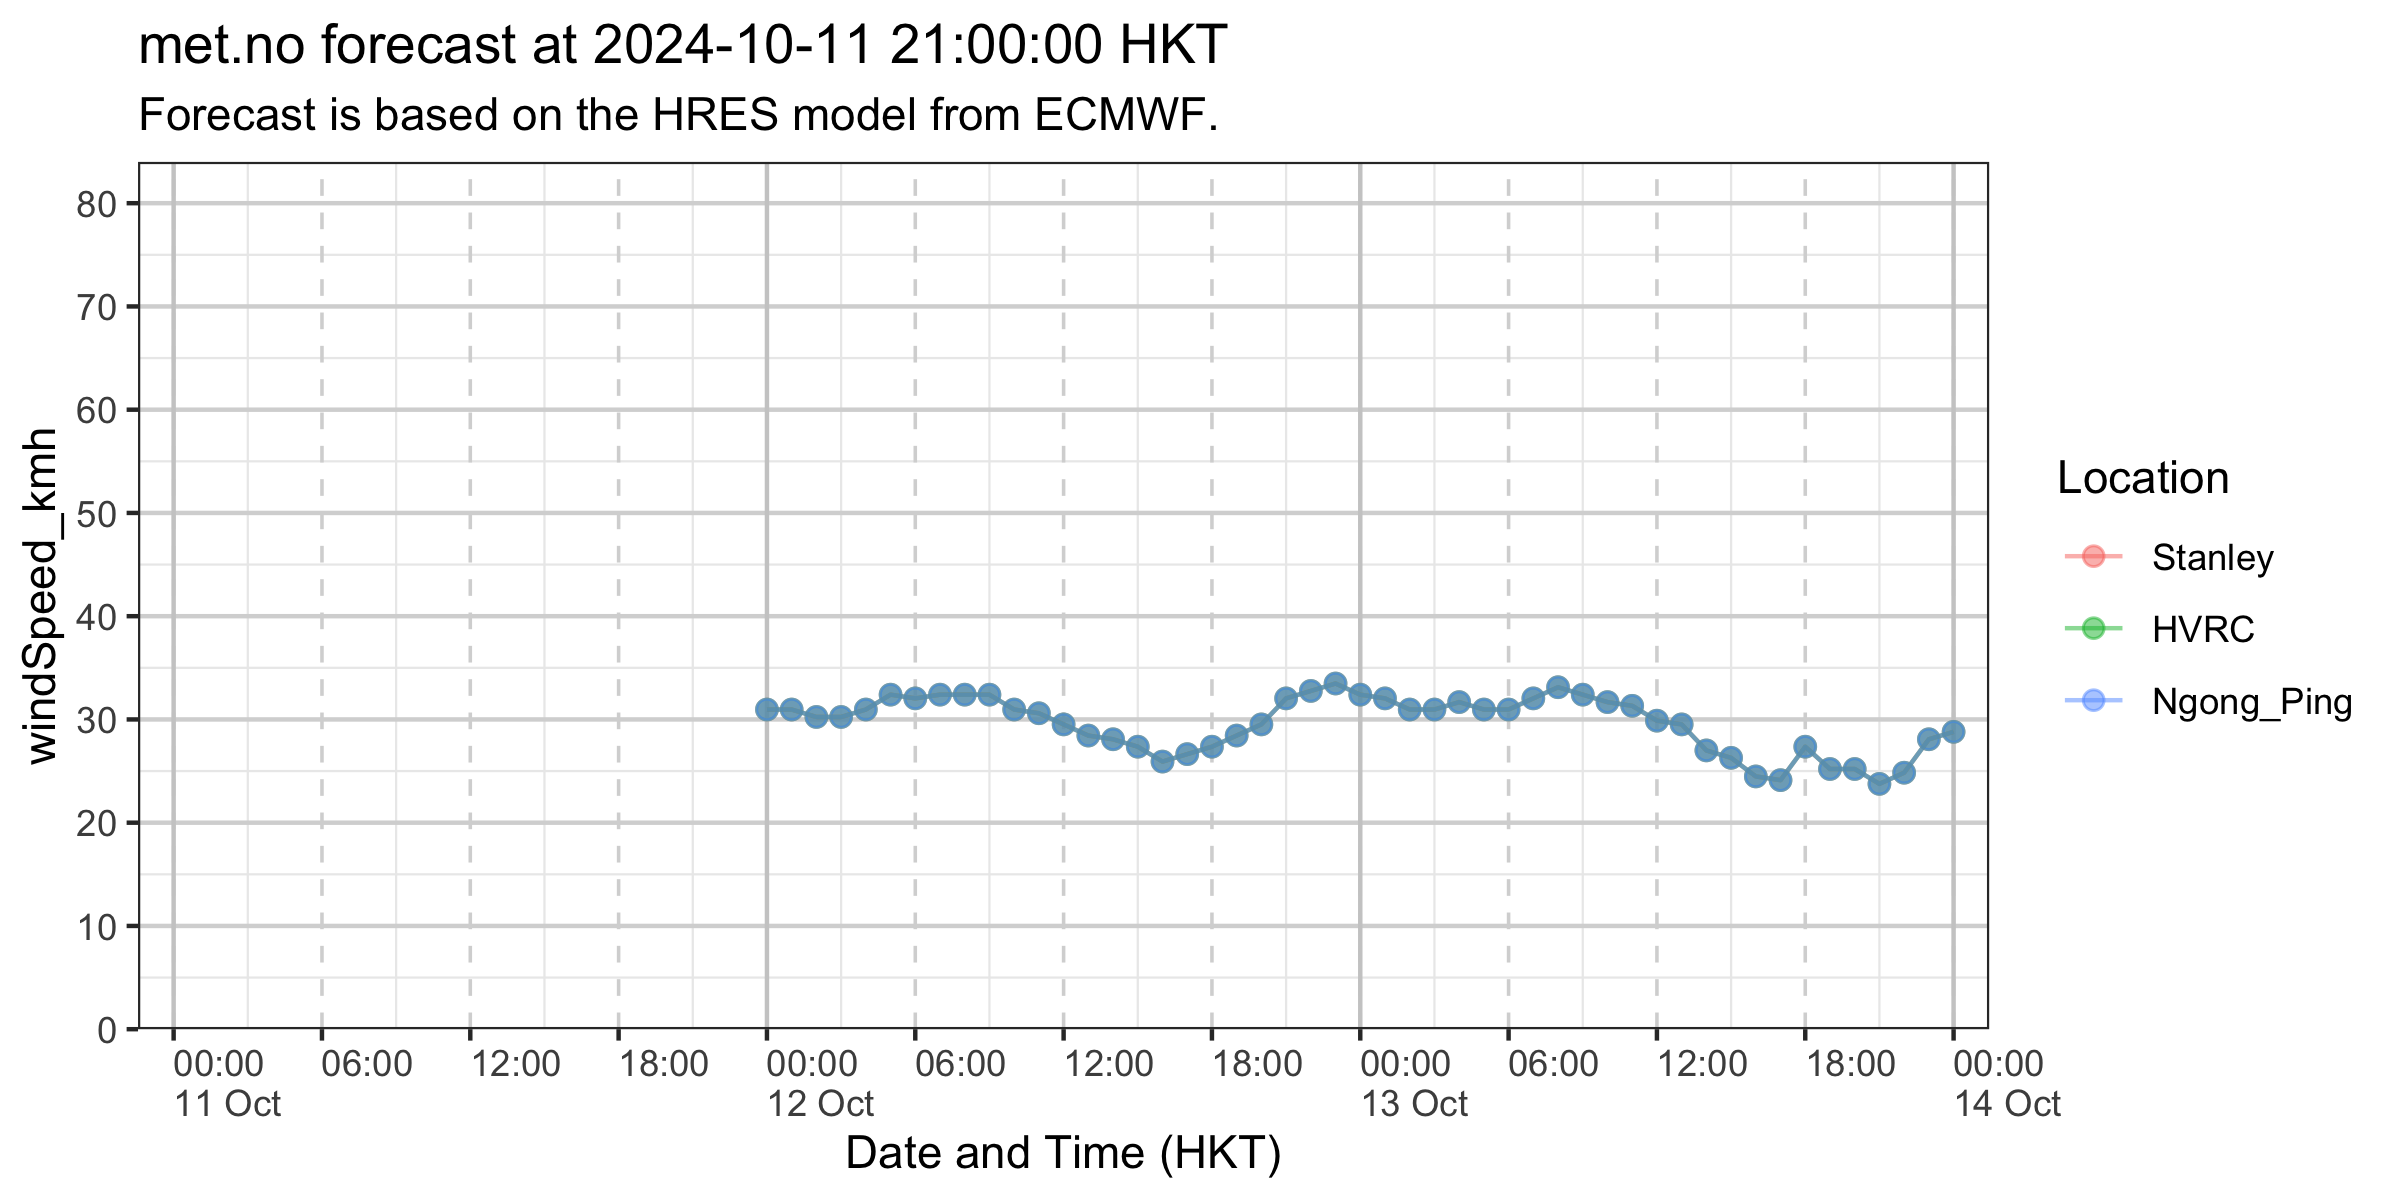 met.no forecast at 2024-10-11 21:00:00 HKT
Forecast is based on the HRES model from ECMWF.
windSpeed_kmh
80
70
60
50
40
30
20
10
0
00:00 06:00 12:00 18:00 00:00 06:00 12:00 18:00 00:00 06:00 12:00 18:00 00:00
11 Oct 12 Oct 13 Oct 14 Oct
Date and Time (HKT)
Location
Stanley
HVRC
Ngong_Ping